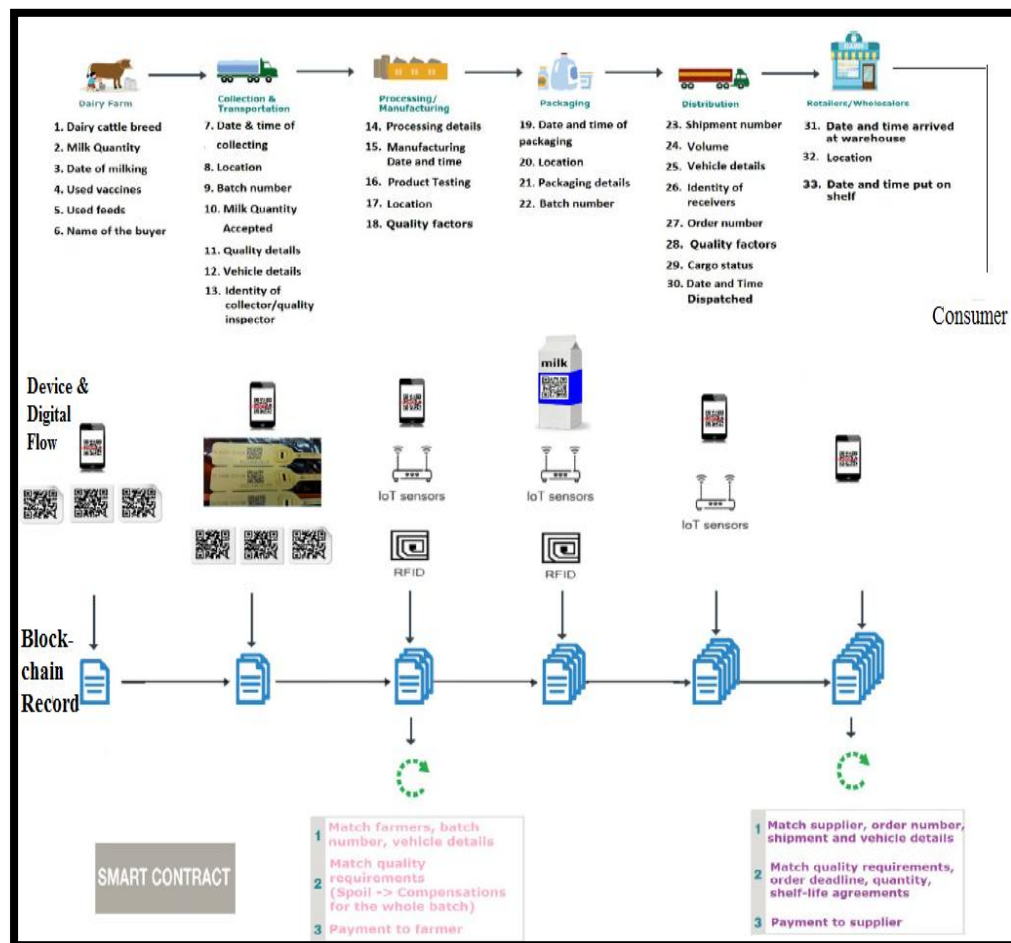 Dairy Farm
1. Dairy cattle breed
2. Milk Quantity
3. Date of milking
4. Used vaccines
5. Used feeds
6. Name of the buyer
Collection &
Transportation
7. Date & time of
collecting
8. Location
9. Batch number
10. Milk Quantity
Accepted
11. Quality details
12. Vehicle details
13. Identity of
collector/quality
inspector
Processing/
Manufacturing
14. Processing details
15. Manufacturing
Date and time
16. Product Testing
17. Location
18. Quality factors
Packaging
19. Date and time of
packaging
20. Location
21. Packaging details
22. Batch number
Distribution
23. Shipment number
24. Volume
25. Vehicle details
26. Identity of
receivers
27. Order number
28. Quality factors
29. Cargo status
30. Date and Time
Dispatched
Retailers/Wholesalers
31. Date and time arrived
at warehouse
32. Location
33. Date and time put on
shelf
Consumer
Device &
Digital
Flow
milk
IoT sensors
IoT sensors
IoT sensors
RFID
RFID
Block-
chain
Record
SMART CONTRACT
1 Match farmers, batch
number, vehicle details
Match quality
requirements
2 (Spoil -> Compensations
for the whole batch)
3 Payment to farmer
1 Match supplier, order number,
shipment and vehicle details
2 Match quality requirements,
order deadline, quantity,
shelf-life agreements
3 Payment to supplier